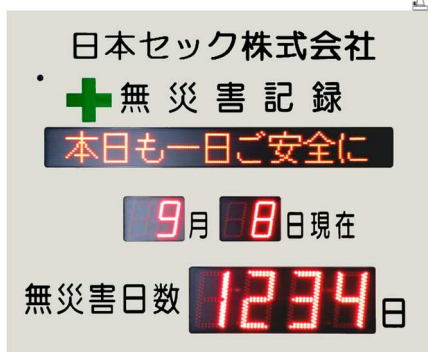 日本セック株式会社
無災害記録
本日も一日ご安全に
9月 8日現在
無災害日数 1234日